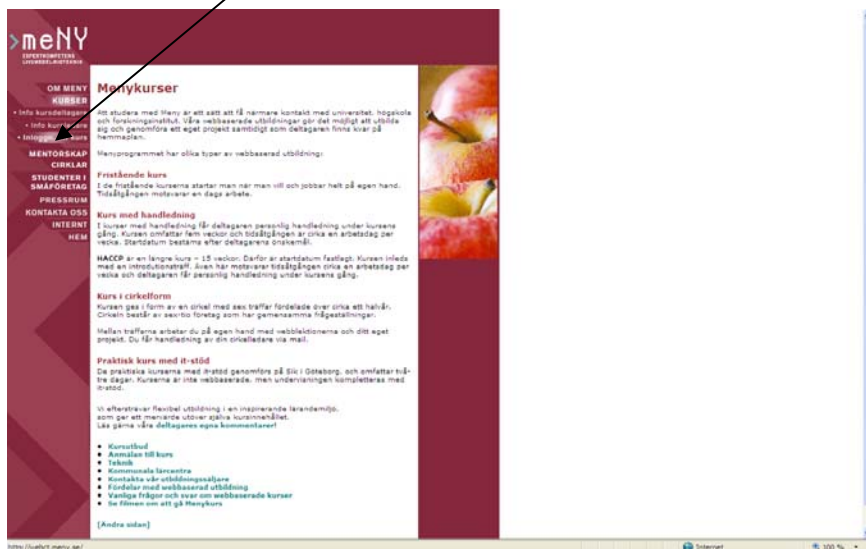 >meNY
EXPERTKOMPETENS
LIVSMEDELSMIKROTEKNIK
OM MENY
KURSER
• Info kursdeltagare
• Info
• kurs
MENTORSKAP
CIRKLAR
STUDENTER I
SMÅFÖRETAG
PRESSRUM
KONTAKTA OSS
INTERNT
HEM
Menykurser
Att studera med Meny är ett sätt att få närmare kontakt med universitet, högskola
och forskningsinstitut. Våra webbaserade utbildningar gör det möjligt att utbilda
sig och genomföra ett eget projekt samtidigt som deltagaren finns kvar på
hemmaplan.
Menyprogrammet har olika typer av webbaserad utbildning:
Fristående kurs
I de fristående kurserna startar man när man vill och jobbar helt på egen hand.
Tidsåtgången motsvarar en dags arbete.
Kurs med handledning
I kurser med handledning får deltagaren personlig handledning under kursens
gång. Kursen omfattar fem veckor och tidsåtgången är cirka en arbetsdag per
vecka. Startdatum bestäms efter deltagarens önskemål.
HACCP är en längre kurs – 15 veckor. Därför är startdatum fastlagt. Kursen inleds
med en introdutionsträff. Även här motsvarar tidsåtgången cirka en arbetsdag per
vecka och deltagaren får personlig handledning under kursens gång.
Kurs i cirkelform
Kursen ges i form av en cirkel med sex träffar fördelade över cirka ett halvår.
Cirkeln består av sex-tio företag som har gemensamma frågeställningar.
Mellan träffarna arbetar du på egen hand med webblektionerna och ditt eget
projekt. Du får handledning av din cirkelledare via mail.
Praktisk kurs med it-stöd
De praktiska kurserna med it-stöd genomförs på Sik i Göteborg, och omfattar två-
tre dagar. Kurserna är inte webbaserade, men undervisningen kompletteras med
it-stöd.
Vi eftersträvar flexibel utbildning i en inspirerande lärandemiljö,
som ger ett mervärde utöver själva kursinnehållet.
Läs gärna våra deltagares egna kommentarer!
• Kursutbud
• Anmälan till kurs
• Teknik
• Kommunala lärcentra
• Kontakta vår utbildningssäljare
• Fördelar med webbaserad utbildning
• Vanliga frågor och svar om webbaserade kurser
• Se filmen om att gå Menykurs
[Ändra sidan]
Internet
100 %